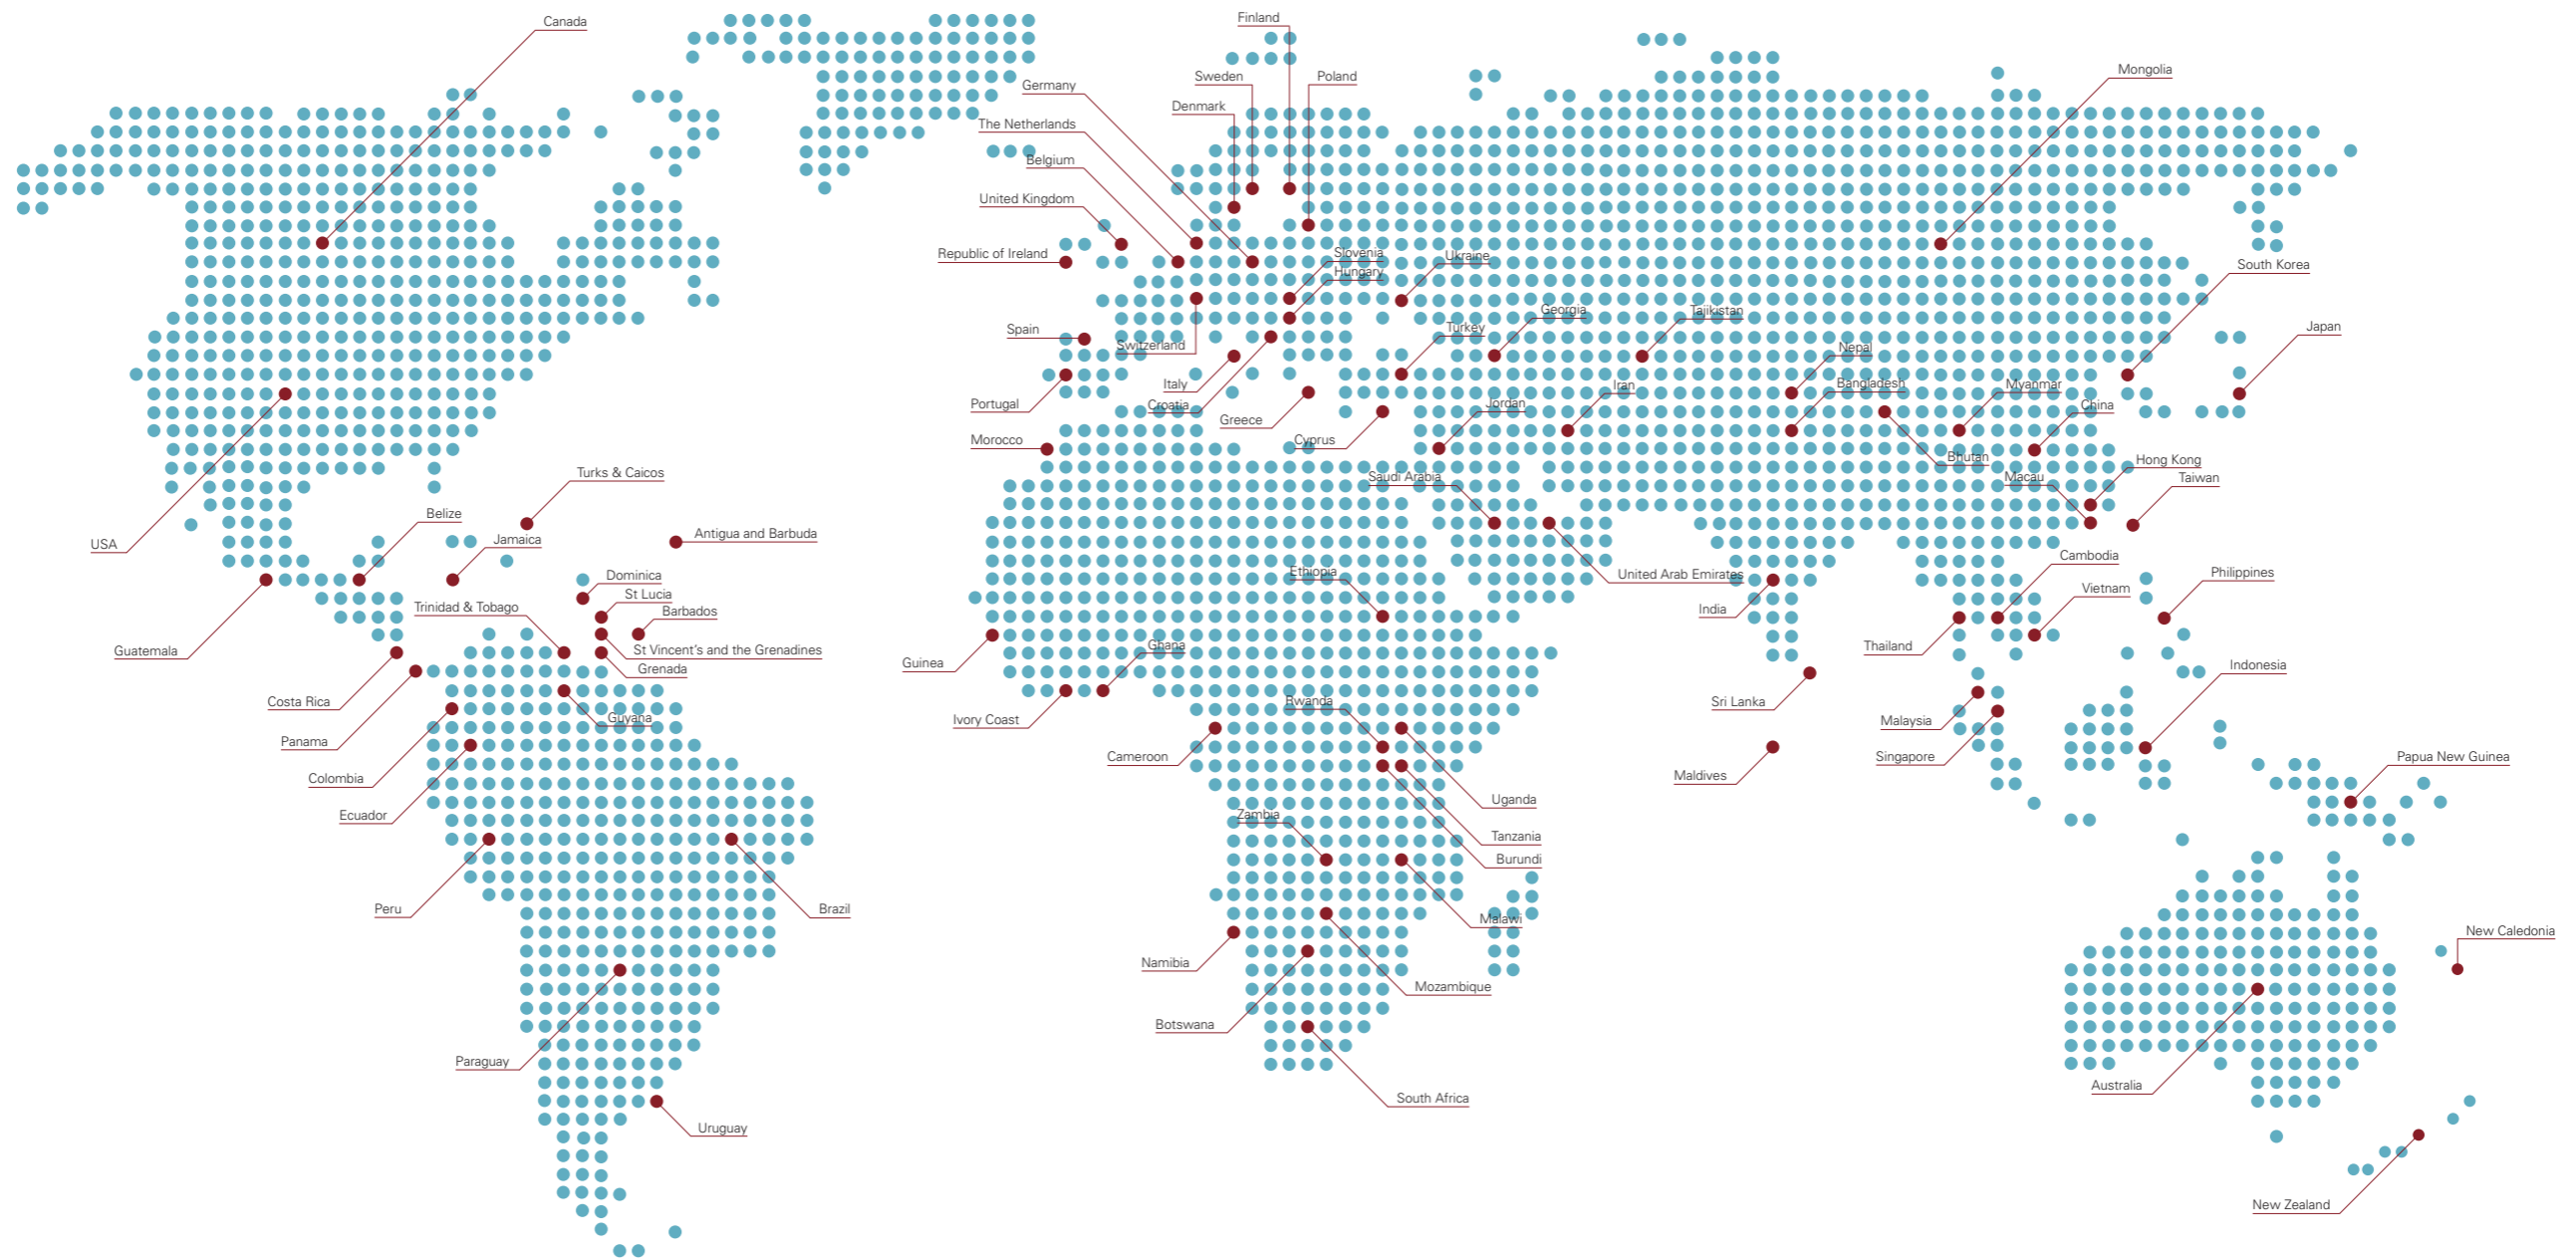 Canada
Finland
Sweden
Poland
Mongolia
Germany
Denmark
The Netherlands
Belgium
United Kingdom
Republic of Ireland
Slovenia
Ukraine
Hungary
South Korea
Georgia
Tajikistan
Spain
Turkey
Japan
Switzerland
Nepal
Italy
Iran
Bangladesh
Myanmar
Portugal
Croatia
Jordan
China
Greece
Morocco
Cyprus
Bhutan
Hong Kong
Turks & Caicos
Saudi Arabia
Macau
Taiwan
Belize
Antigua and Barbuda
USA
Jamaica
Cambodia
Ethiopia
United Arab Emirates
Philippines
Dominica
Vietnam
St Lucia
Trinidad & Tobago
Barbados
India
Guatemala
St Vincent's and the Grenadines
Ghana
Thailand
Guinea
Grenada
Indonesia
Costa Rica
Rwanda
Sri Lanka
Guyana
Ivory Coast
Malaysia
Panama
Cameroon
Singapore
Papua New Guinea
Colombia
Maldives
Uganda
Ecuador
Zambia
Tanzania
Burundi
Peru
Brazil
Malawi
New Caledonia
Namibia
Mozambique
Botswana
Paraguay
Australia
South Africa
Uruguay
New Zealand